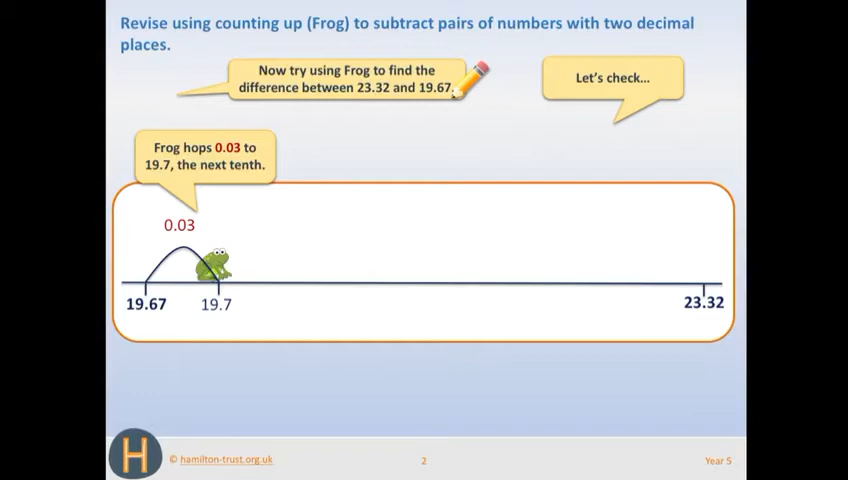 Revise using counting up (Frog) to subtract pairs of numbers with two decimal
places.
Now try using Frog to find the
difference between 23.32 and 19.67.
Let's check...
Frog hops 0.03 to
19.7, the next tenth.
0.03
19.67
19.7
23.32
H
© hamilton-trust.org.uk
2
Year 5